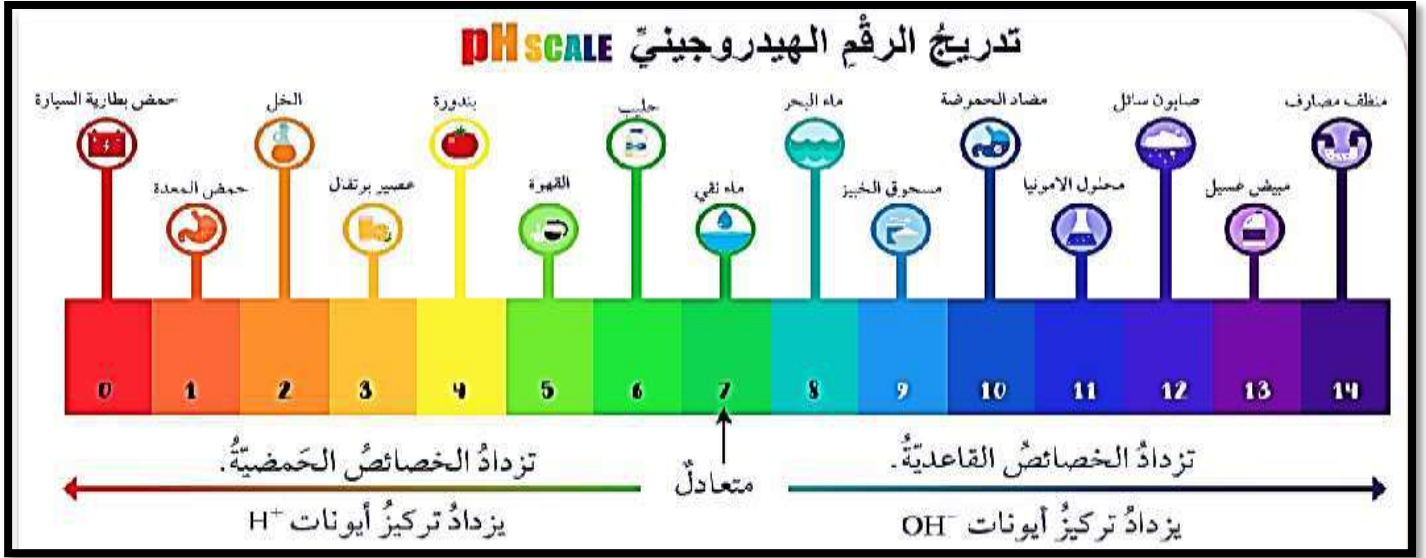 تدريجُ الرقْمِ الهيدروجينيِّ pH SCALE
حمض بطارية السيارة
الخل
بندورة
حليب
ماء البحر
مضاد الحموضة
صابون سائل
منظف مصارف
حمض المعدة
عصير برتقال
القهوة
ماء نقي
مسحوق الخبيز
محلول الامونيا
مبيض غسيل
0 1 2 3 4 5 6 7 8 9 10 11 12 13 14
تزدادُ الخصائصُ الحَمضيّةُ.
متعادلٌ
تزدادُ الخصائصُ القاعديّةُ.
يزدادُ تركيزُ أيونات H⁺
يزدادُ تركيزُ أيونات OH⁻